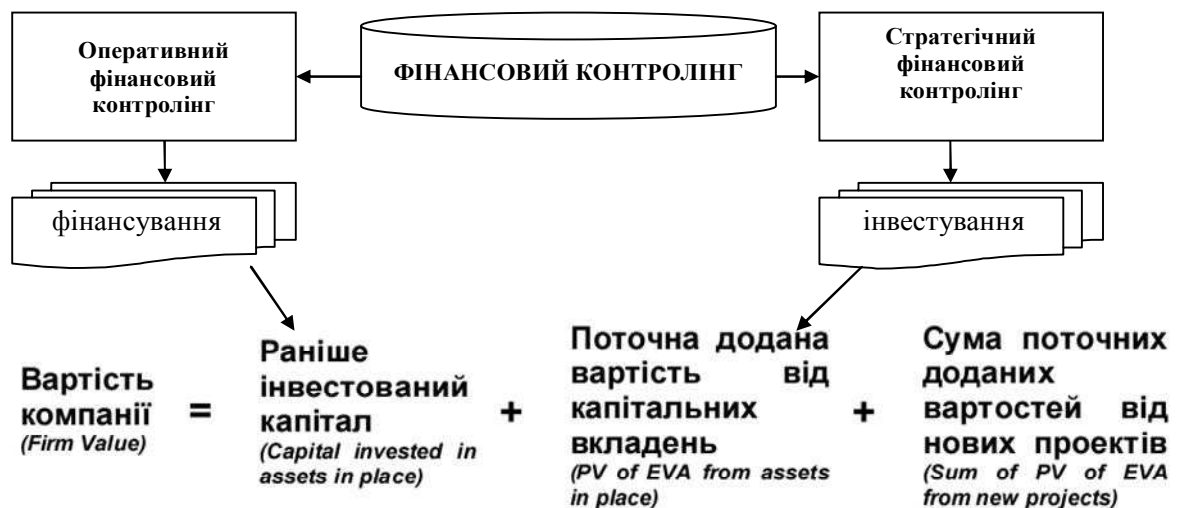 Оперативний
фінансовий
контролінг
ФІНАНСОВИЙ КОНТРОЛІНГ
Стратегічний
фінансовий
контролінг
фінансування
інвестування
Вартість
компанії
(Firm Value)
=
Раніше
інвестований
капітал
(Capital invested in
assets in place)
+
Поточна додана
вартість від
капітальних
вкладень
(PV of EVA from assets
in place)
+
Сума поточних
доданих
вартостей від
нових проектів
(Sum of PV of EVA
from new projects)